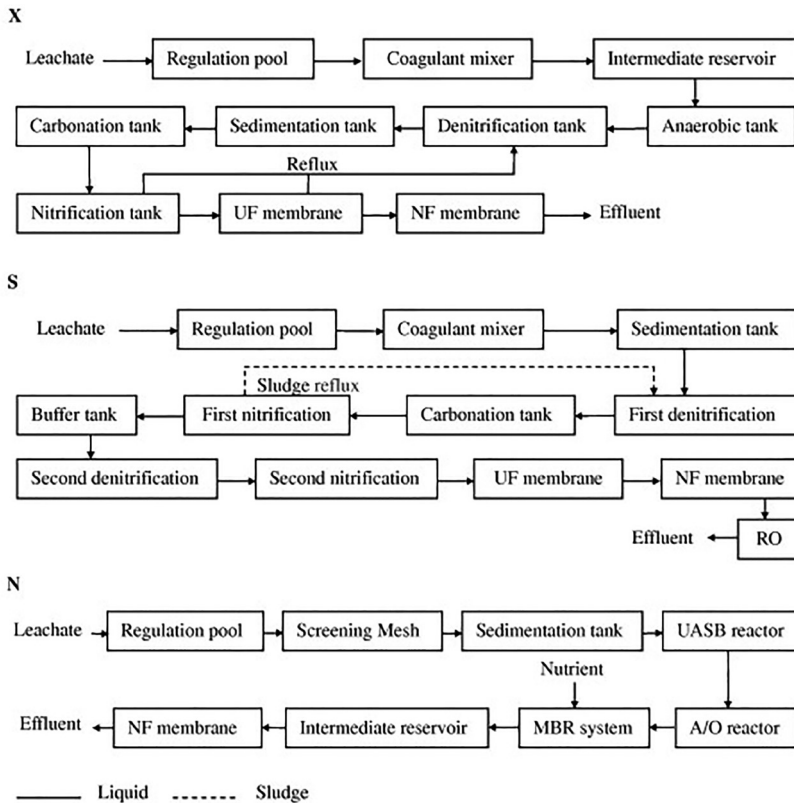 X
Leachate Regulation pool Coagulant mixer Intermediate reservoir
Carbonation tank Sedimentation tank Denitrification tank Anaerobic tank
Reflux
Nitrification tank UF membrane NF membrane Effluent
S
Leachate Regulation pool Coagulant mixer Sedimentation tank
Sludge reflux
Buffer tank First nitrification Carbonation tank First denitrification
Second denitrification Second nitrification UF membrane NF membrane
Effluent RO
N
Leachate Regulation pool Screening Mesh Sedimentation tank UASB reactor
Nutrient
Effluent NF membrane Intermediate reservoir MBR system A/O reactor
Liquid Sludge